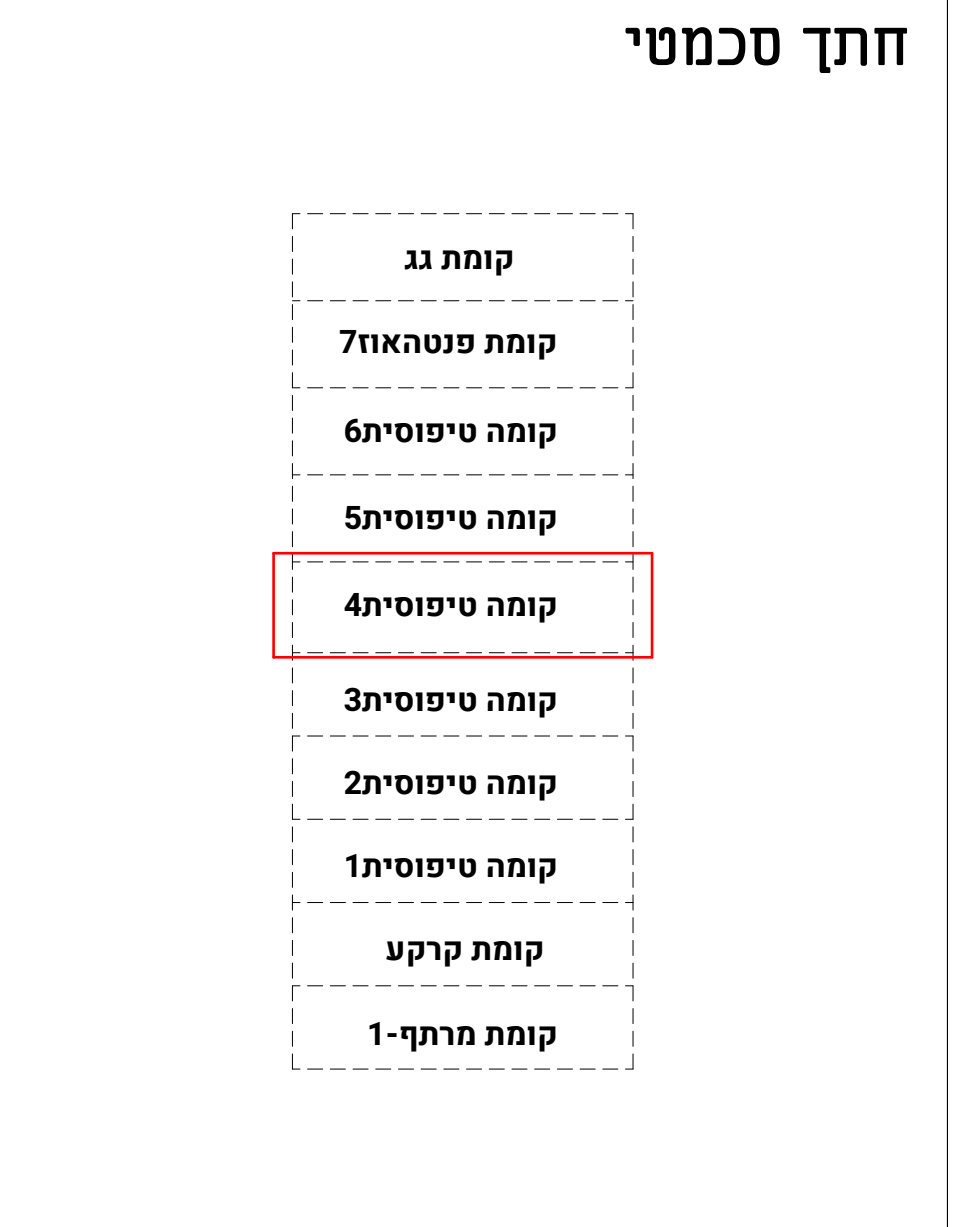 חתך סכמטי
קומת גג
קומת פנטהאוז7
קומה טיפוסית6
קומה טיפוסית5
קומה טיפוסית4
קומה טיפוסית3
קומה טיפוסית2
קומה טיפוסית1
קומת קרקע
קומת מרתף-1